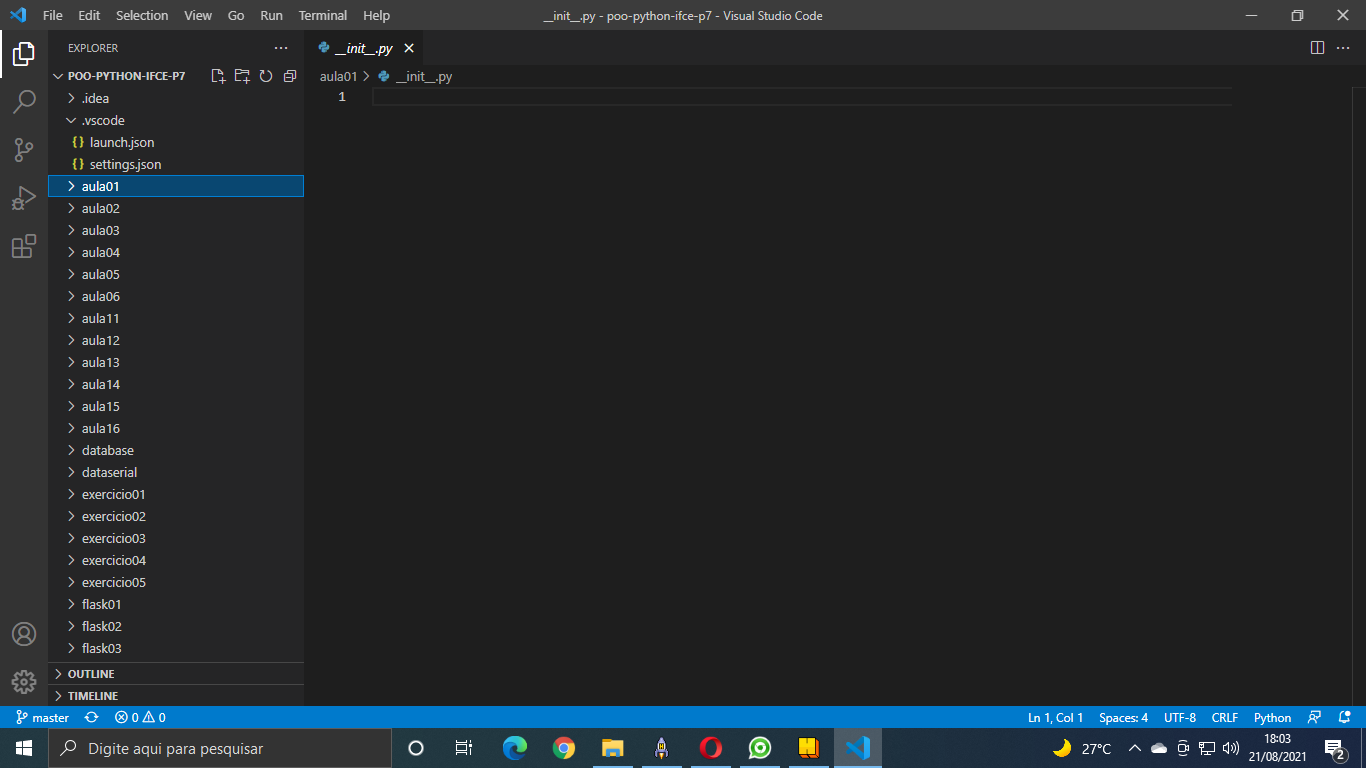 File Edit Selection View Go Run Terminal Help
__init__.py - poo-python-ifce-p7 - Visual Studio Code
EXPLORER
POO-PYTHON-IFCE-P7
.idea
.vscode
{} launch.json
{} settings.json
aula01
aula02
aula03
aula04
aula05
aula06
aula11
aula12
aula13
aula14
aula15
aula16
database
dataserial
exercicio01
exercicio02
exercicio03
exercicio04
exercicio05
flask01
flask02
flask03
OUTLINE
TIMELINE
__init__.py
aula01 > __init__.py
1
master
0 0
Ln 1, Col 1 Spaces: 4 UTF-8 CRLF Python
Digite aqui para pesquisar
27°C
18:03
21/08/2021
2